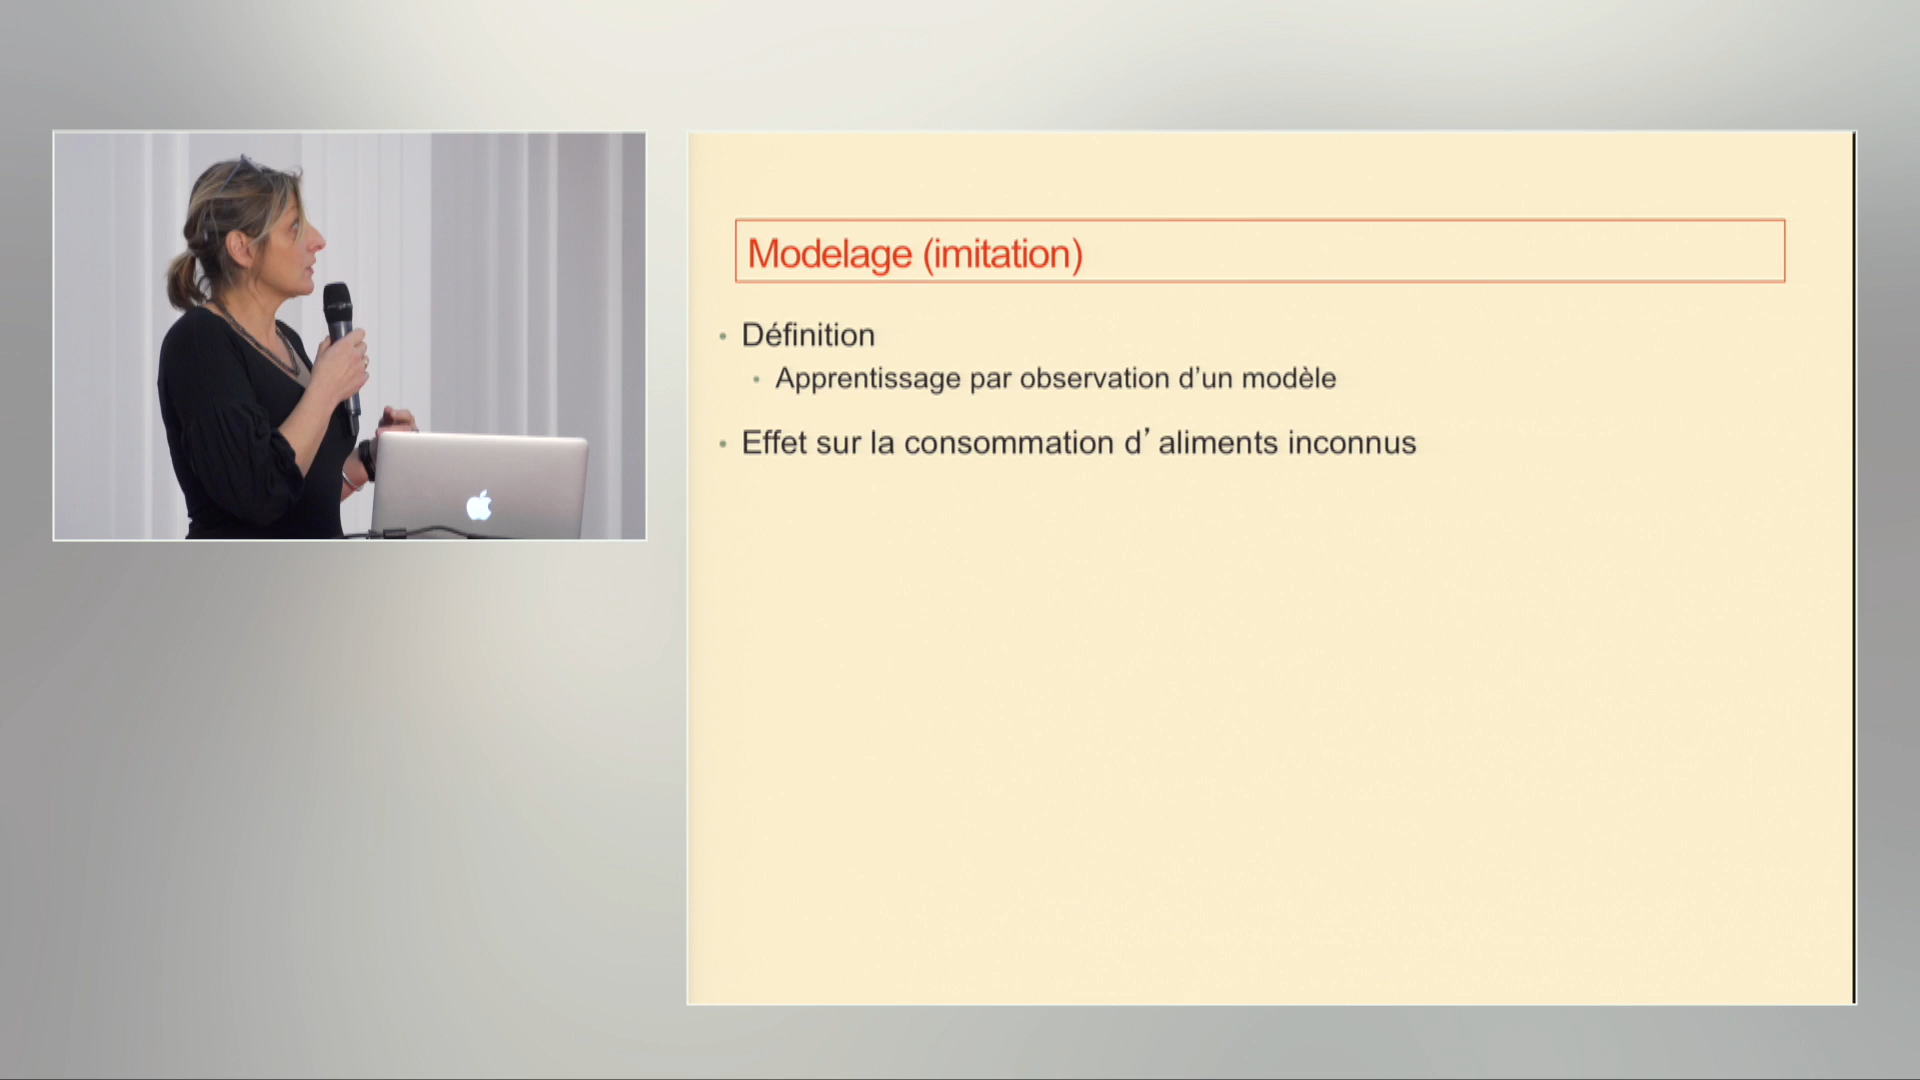 Modelage (imitation)
Définition
Apprentissage par observation d'un modèle
Effet sur la consommation d’ aliments inconnus